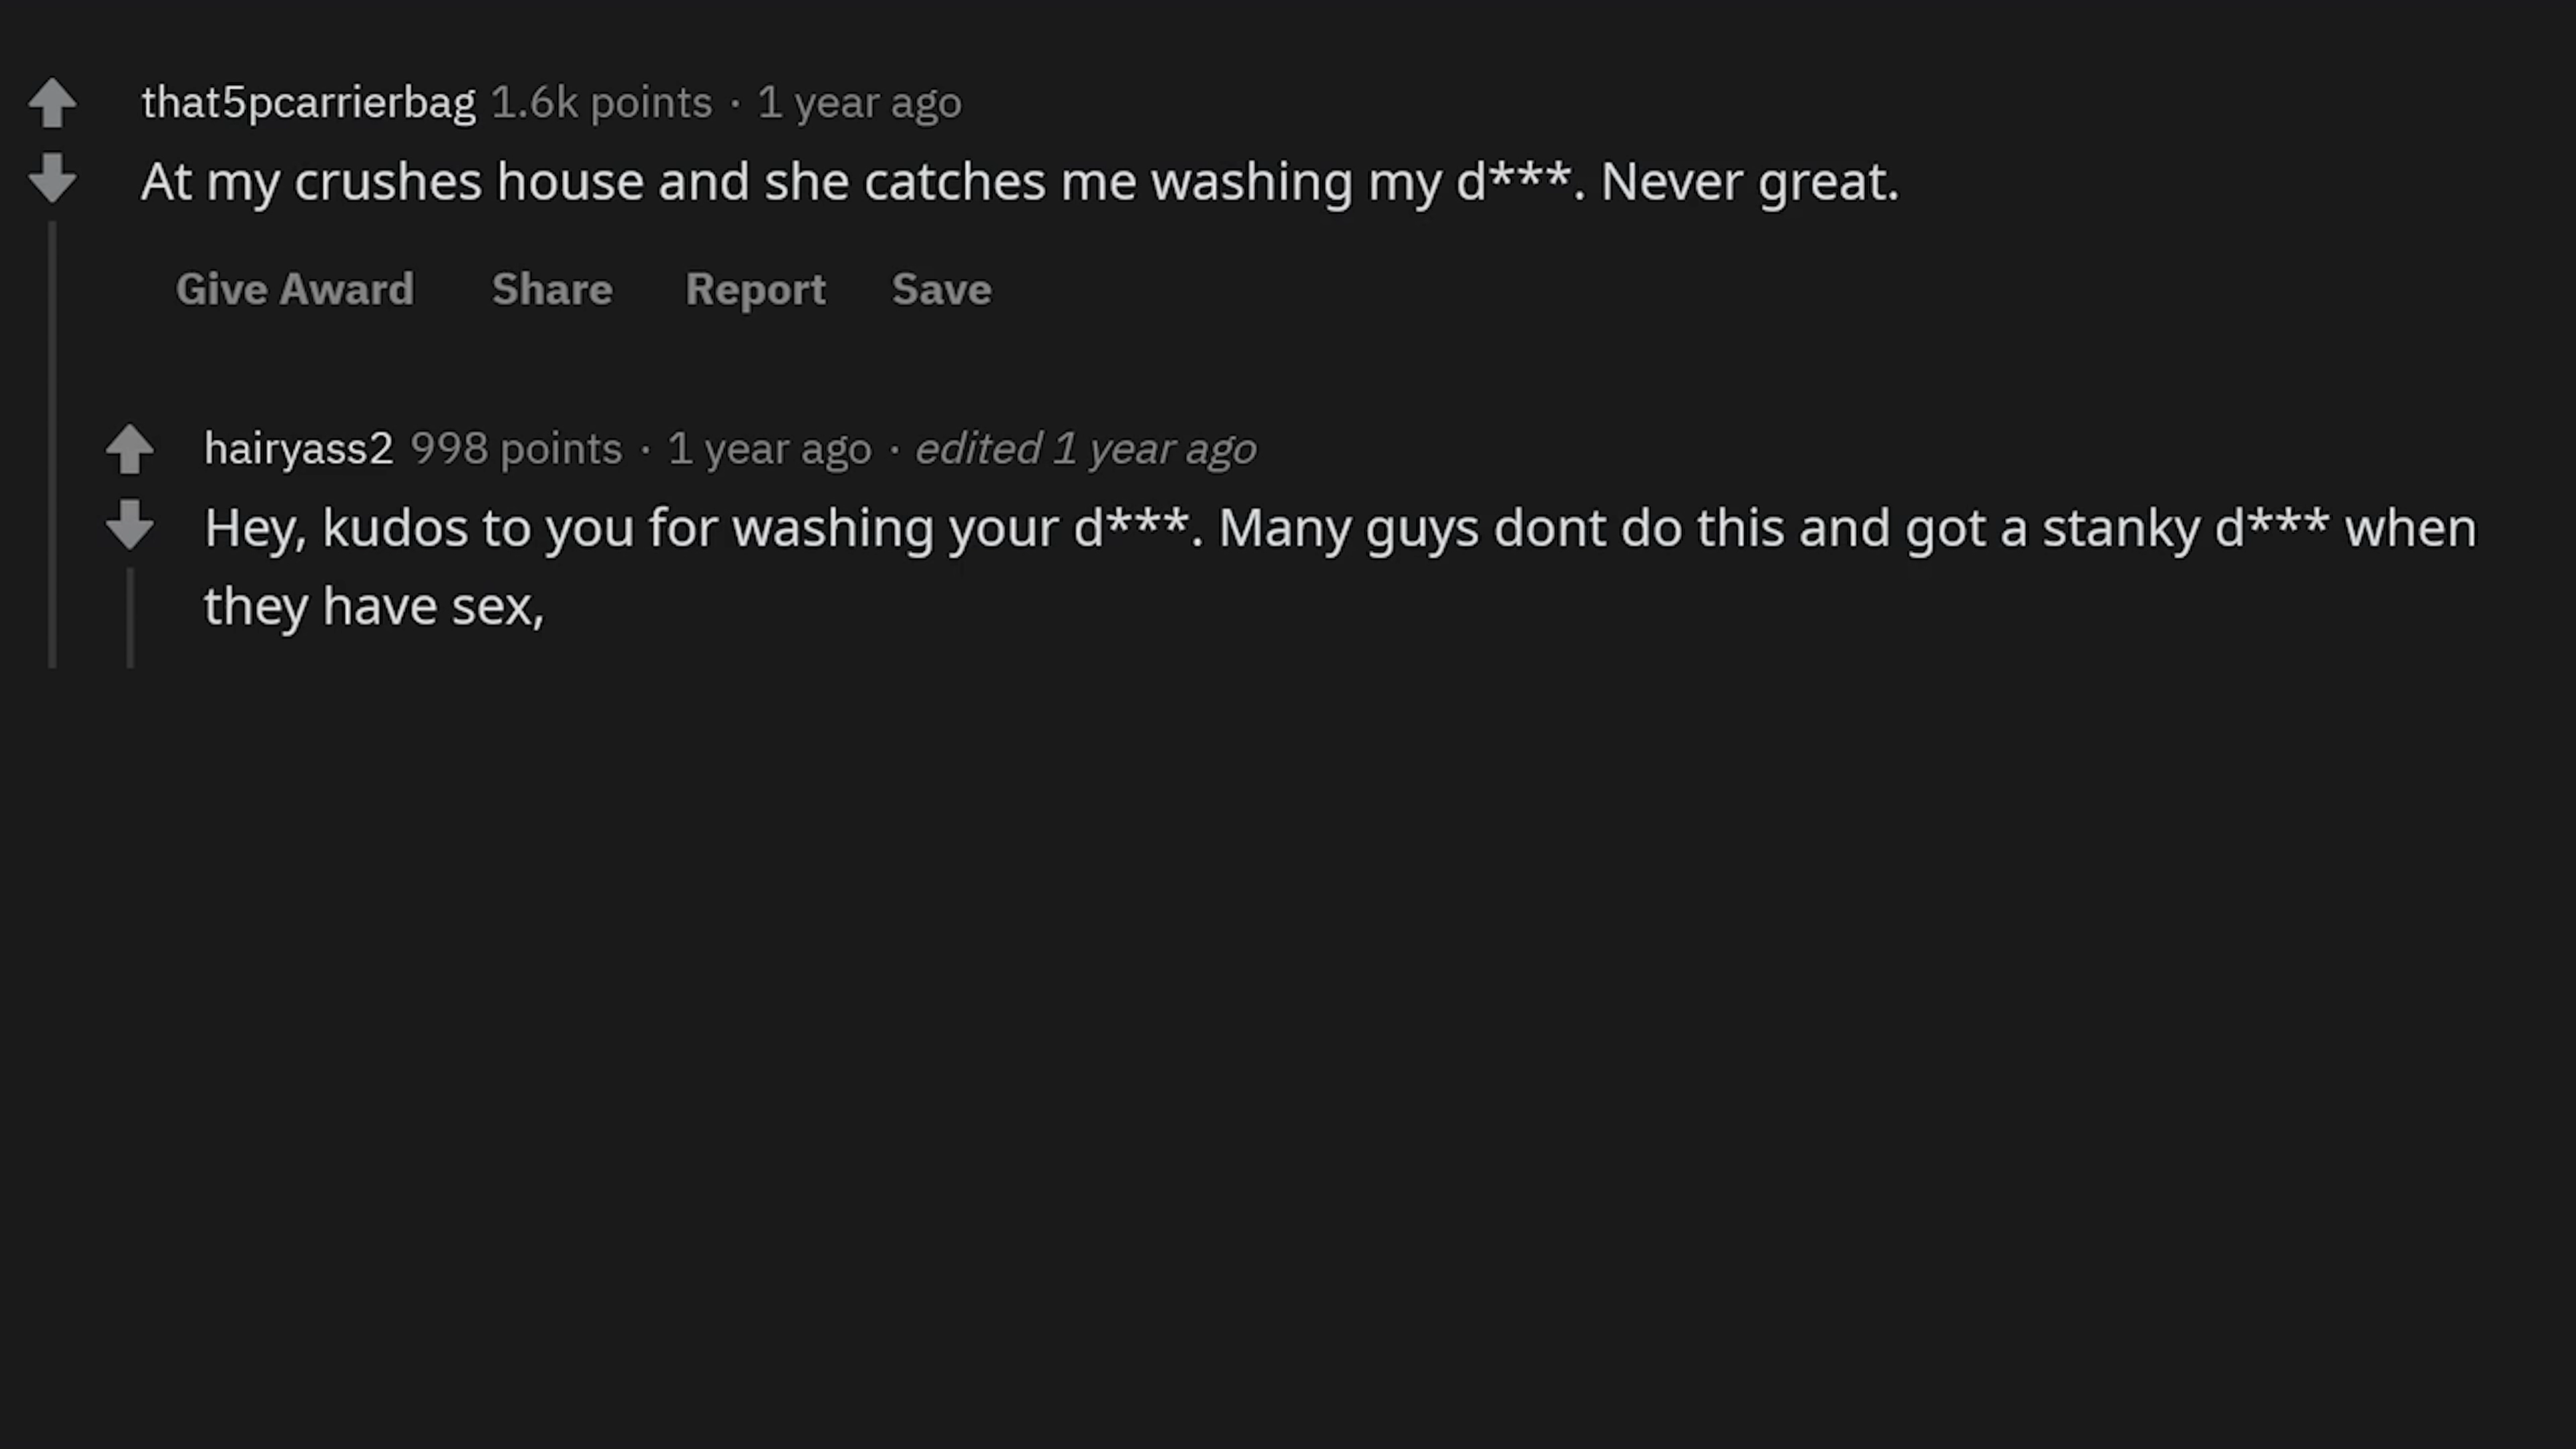 that5pcarrierbag 1.6k points · 1 year ago
At my crushes house and she catches me washing my d***. Never great.
Give Award Share Report Save
hairyass2 998 points · 1 year ago · edited 1 year ago
Hey, kudos to you for washing your d***. Many guys dont do this and got a stanky d*** when
they have sex,